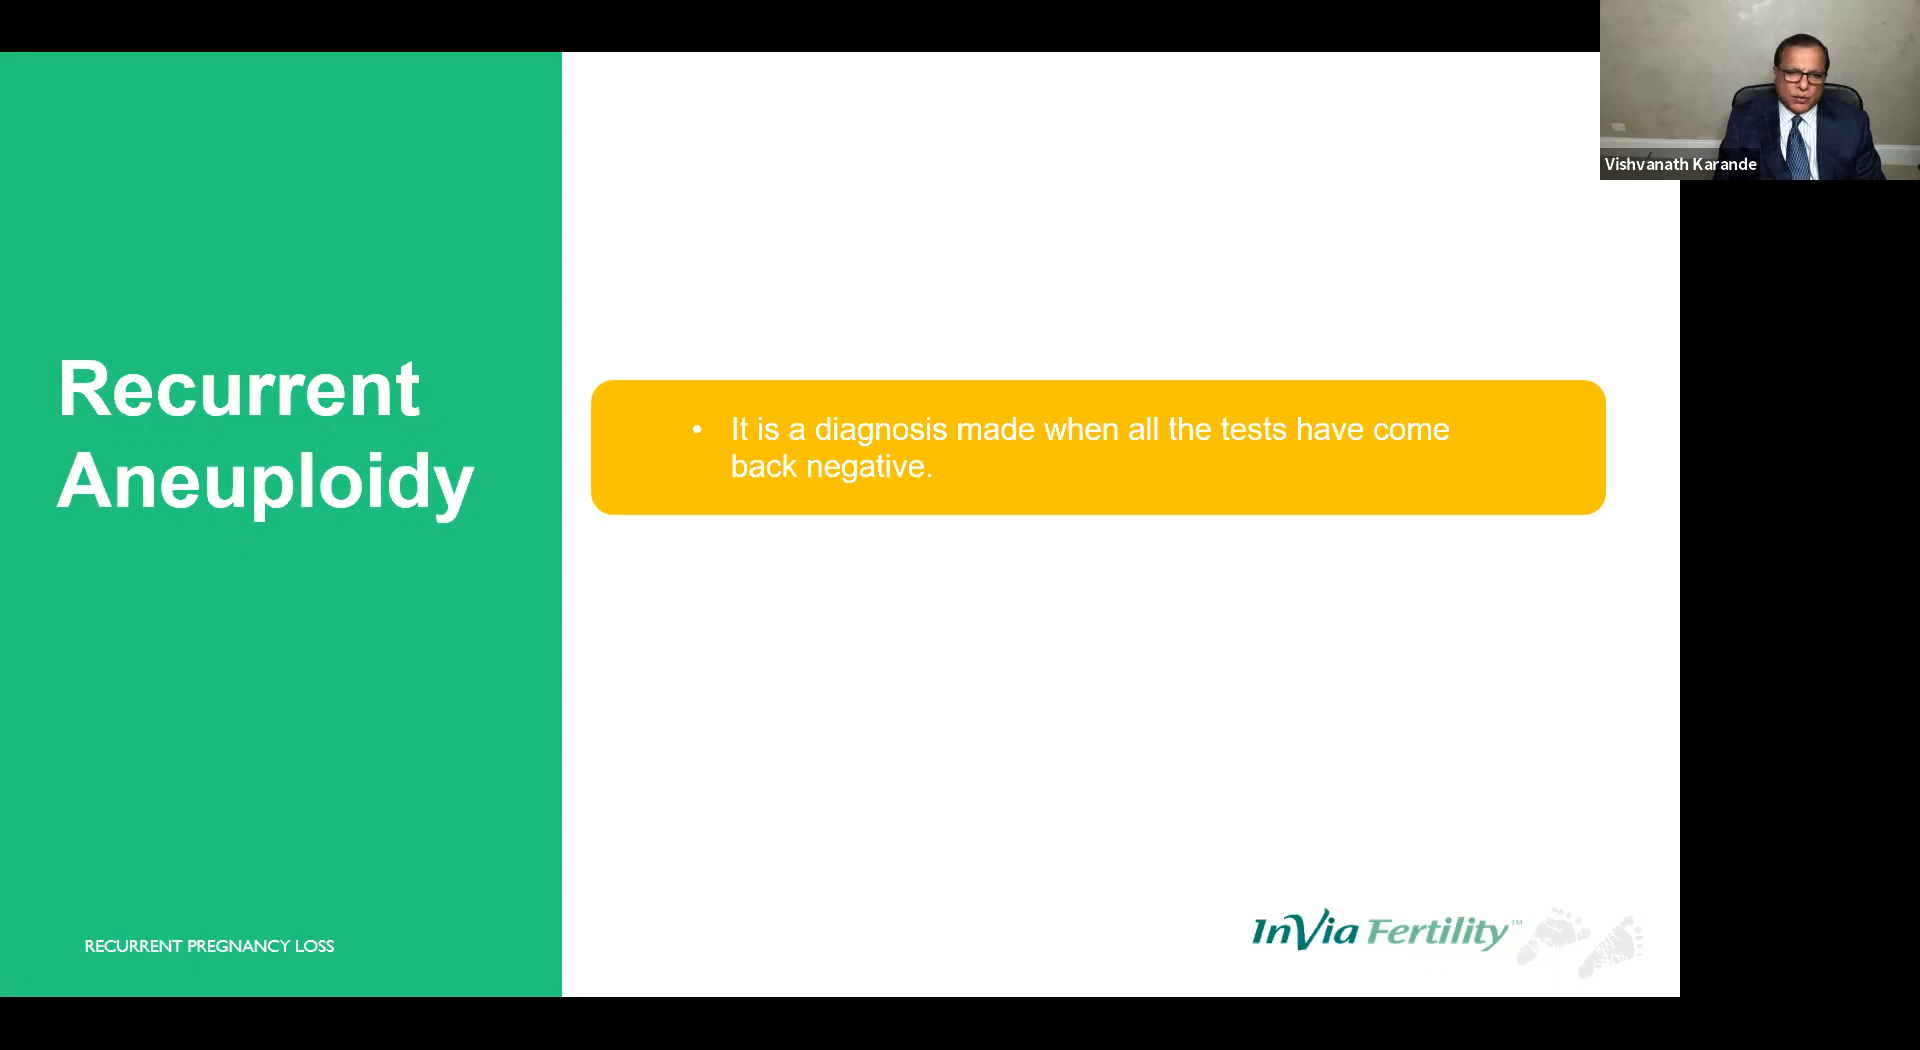 Recurrent
Aneuploidy
• It is a diagnosis made when all the tests have come
back negative.
RECURRENT PREGNANCY LOSS
InVia Fertility™
Vishvanath Karande